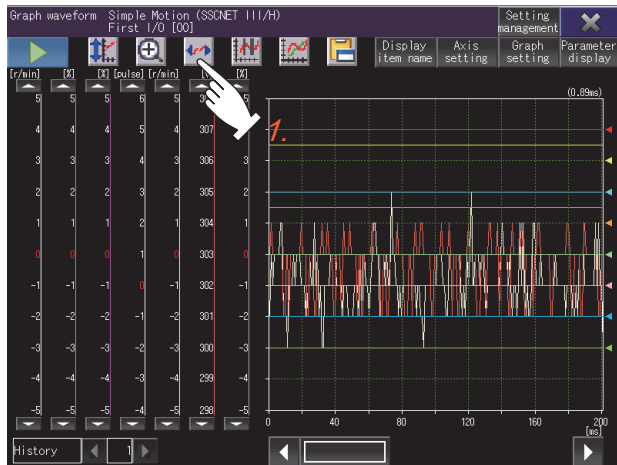 Graph waveform Simple Motion (SSCNET III/H)
First I/O [00]
Setting
management
Display
item name
Axis
setting
Graph
setting
Parameter
display
[r/min] [%] [%] [pulse] [r/min] [%]
(0.89ms)
5 5 5 6 5 5
4 4 4 5 4 307
3 3 3 4 3 306 3
2 2 2 3 2 305 2
1 1 1 2 1 304 1
0 0 0 1 0 303 0
-1 -1 -1 0 -1 302 -1
-2 -2 -2 -1 -2 301 -2
-3 -3 -3 -2 -3 300 -3
-4 -4 -4 -3 -4 299 -4
-5 -5 -5 -4 -5 298 -5
1.
0 40 80 120 160 200
[ms]
History 1